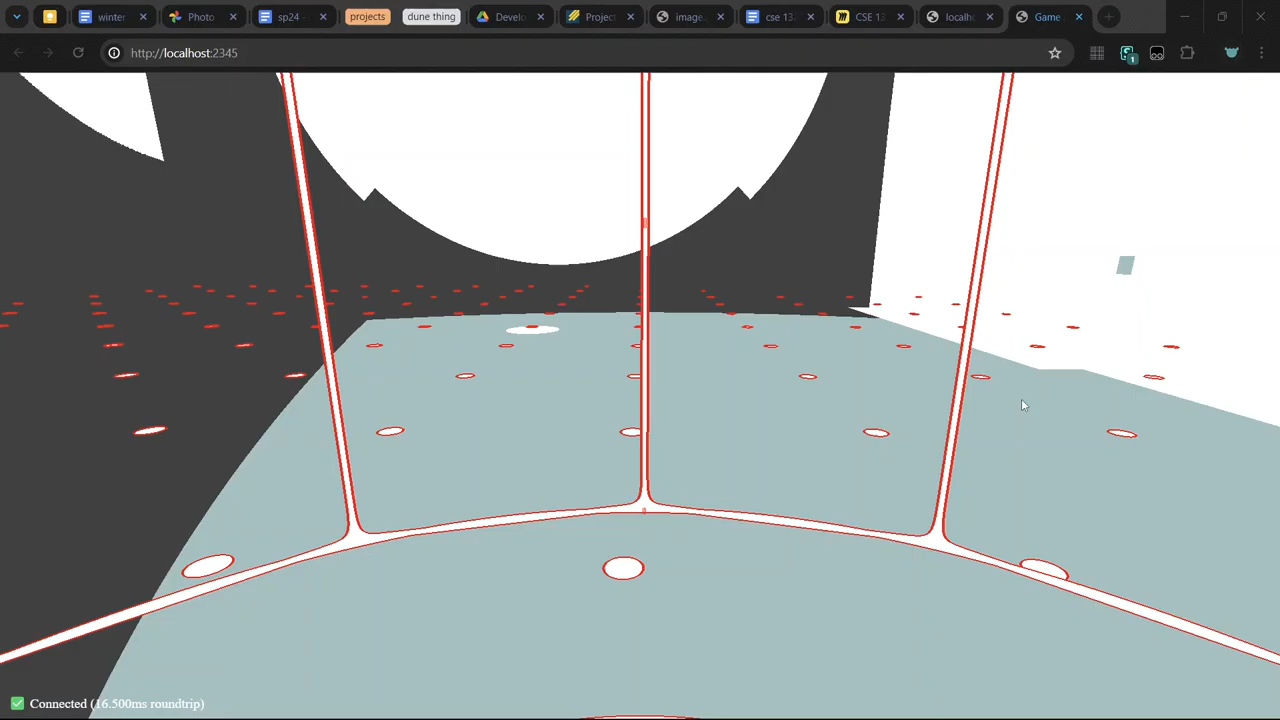 winter
Photo
sp24 -
projects
dune thing
Develo
Project
image
cse 13
CSE 12
localh
Game
http://localhost:2345
1
Connected (16.500ms roundtrip)